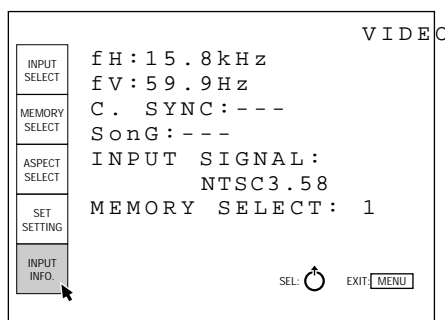 VIDEO
INPUT
SELECT
MEMORY
SELECT
ASPECT
SELECT
SET
SETTING
INPUT
INFO.
fH:15.8kHz
fV:59.9Hz
C. SYNC:---
SonG:---
INPUT SIGNAL:
NTSC3.58
MEMORY SELECT: 1
SEL: EXIT: MENU